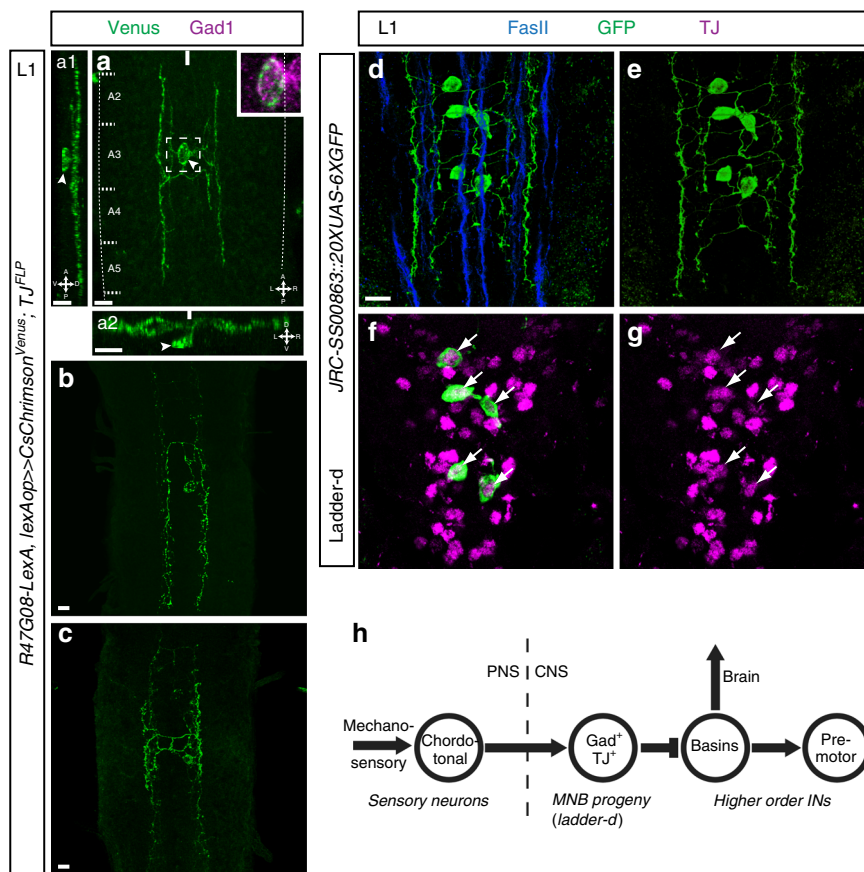 Venus Gad1
L1
R47G08-LexA, lexAop>>CsChrimson^Venus; TJ^FLP
a1
A
V D
P
a
A2
A3
A4
A5
A
L R
P
a2
D
L R
V
b
c
L1 FasII GFP TJ
JRC-SS00863::20XUAS-6XGFP
Ladder-d
d
e
f
g
h
PNS CNS
Brain
Mechano-
sensory
Chordo-
tonal
Gad+
TJ+
Basins
Pre-
motor
Sensory neurons
MNB progeny
(ladder-d)
Higher order INs